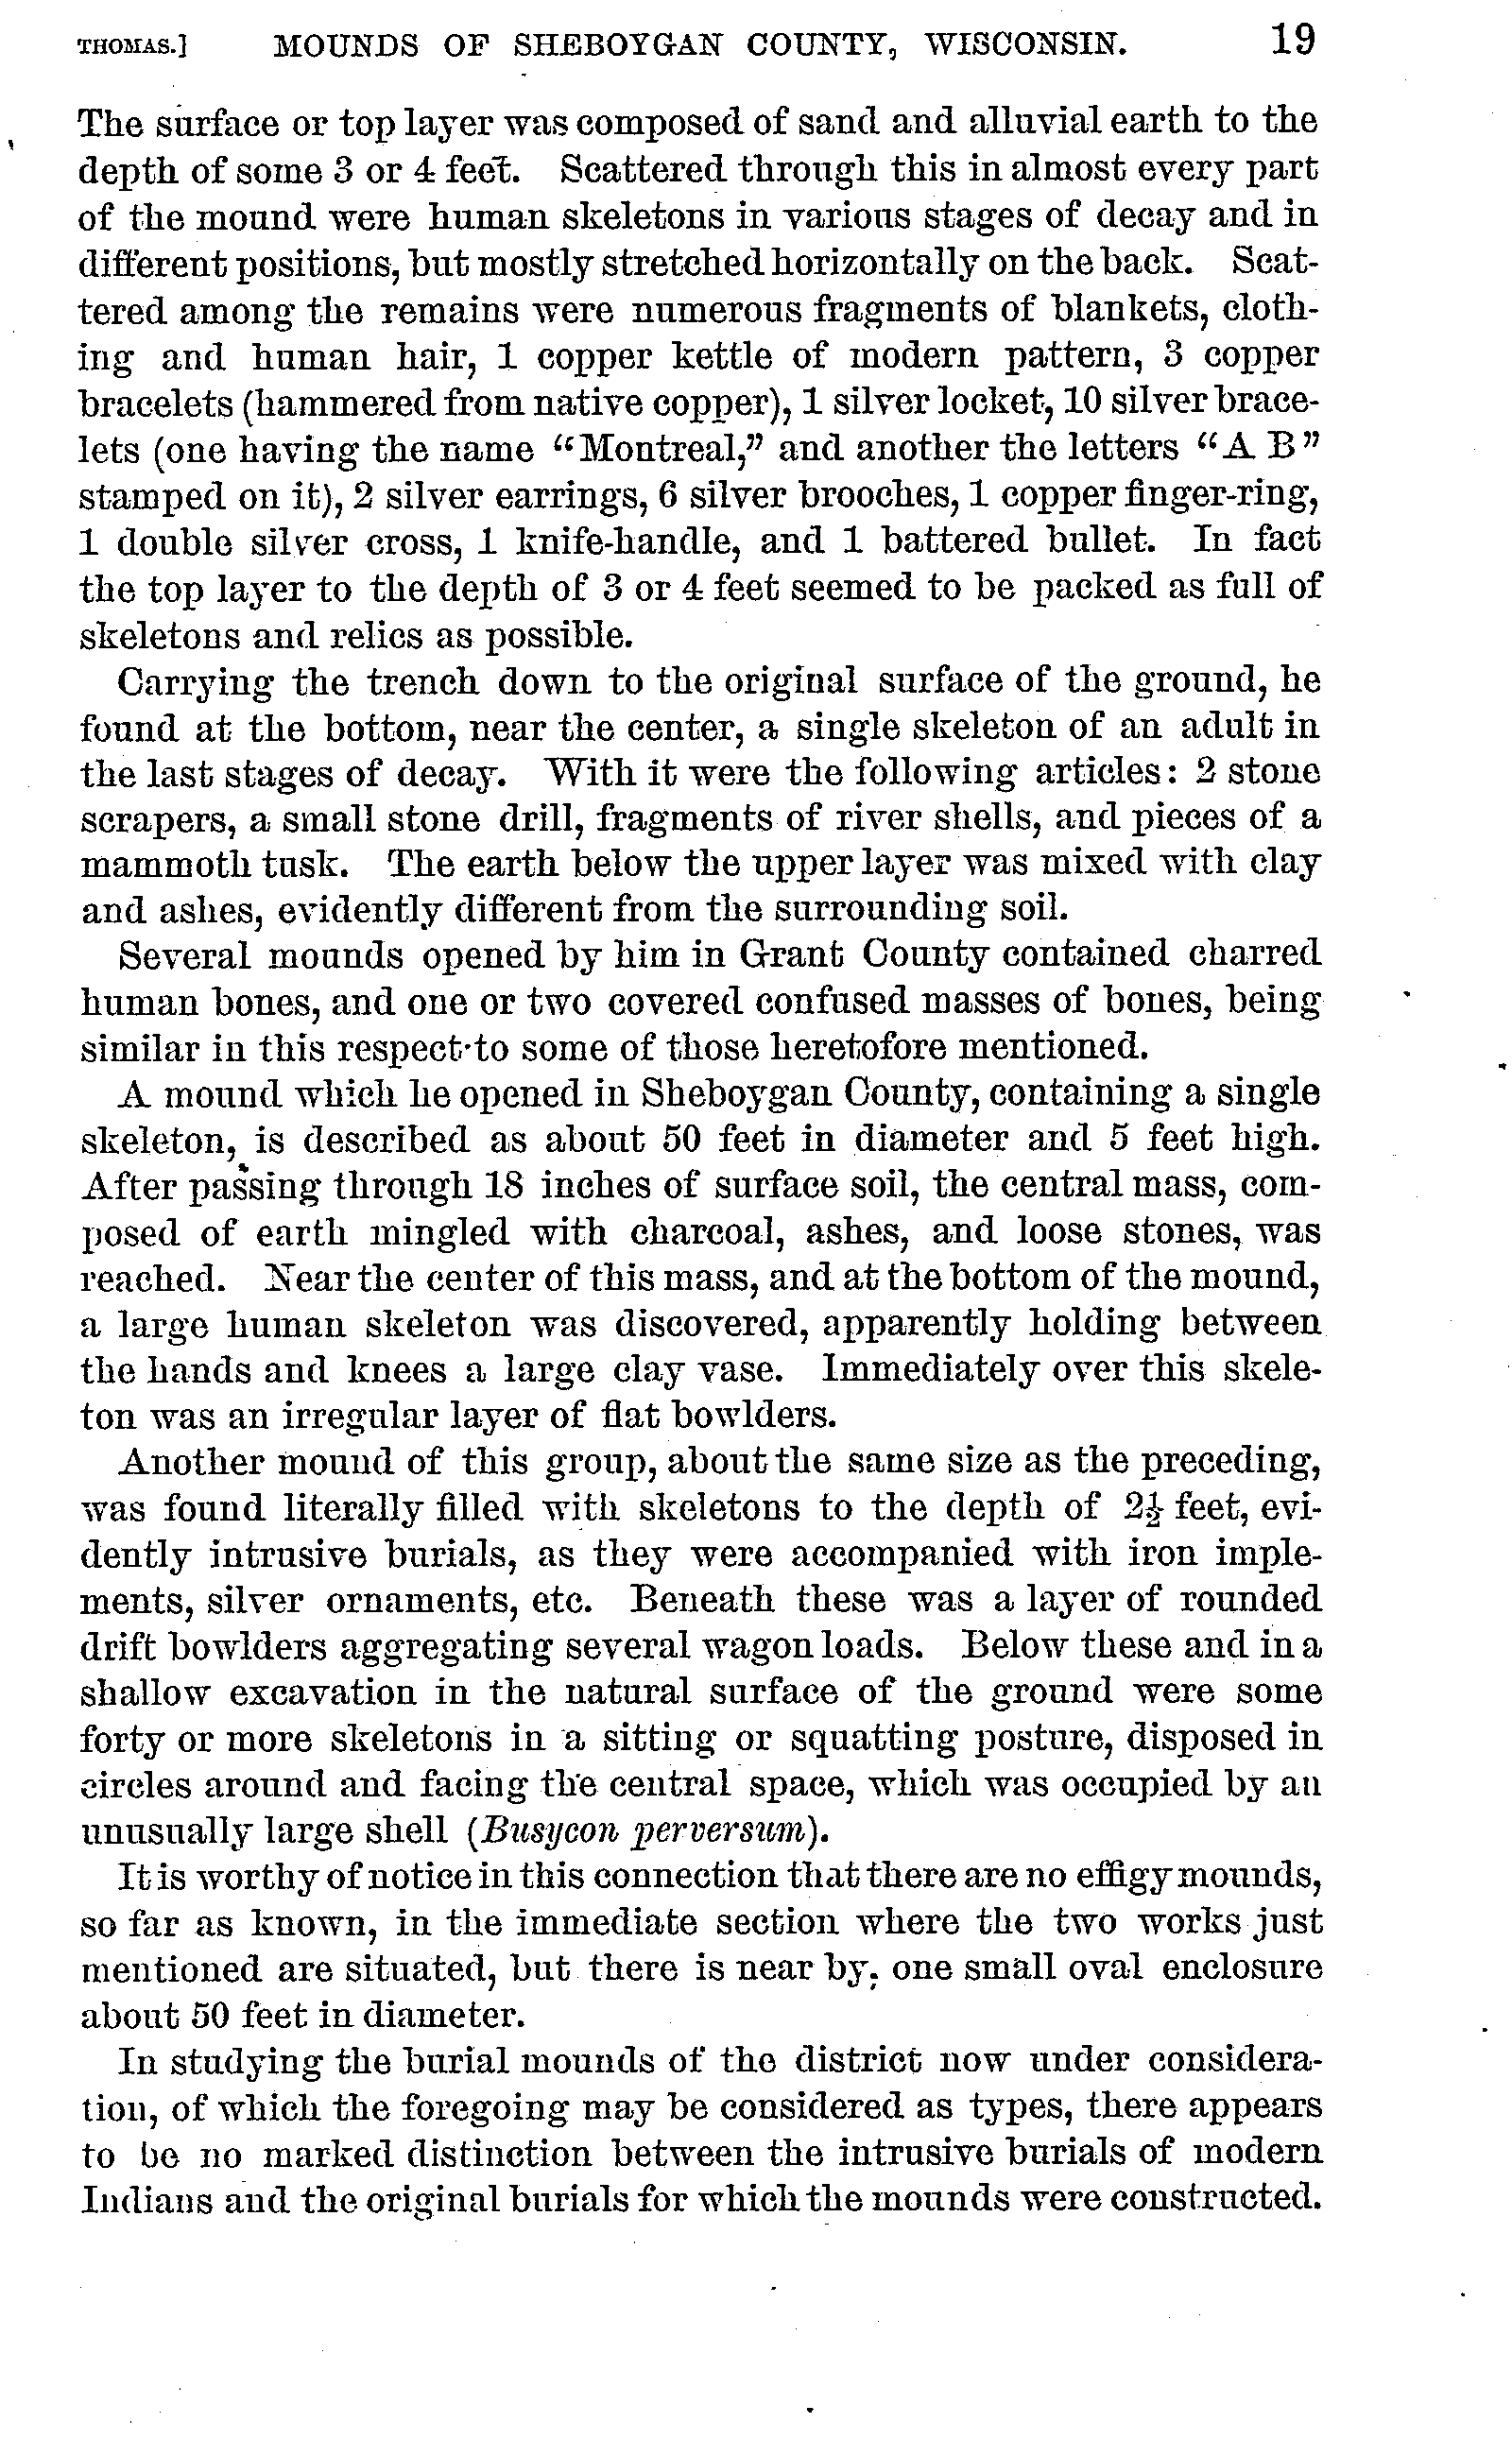 THOMAS.] MOUNDS OF SHEBOYGAN COUNTY, WISCONSIN. 19
The surface or top layer was composed of sand and alluvial earth to the
depth of some 3 or 4 feet. Scattered through this in almost every part
of the mound were human skeletons in various stages of decay and in
different positions, but mostly stretched horizontally on the back. Scat-
tered among the remains were numerous fragments of blankets, cloth-
ing and human hair, 1 copper kettle of modern pattern, 3 copper
bracelets (hammered from native copper), 1 silver locket, 10 silver brace-
lets (one having the name “Montreal,” and another the letters “A B”
stamped on it), 2 silver earrings, 6 silver brooches, 1 copper finger-ring,
1 double silver cross, 1 knife-handle, and 1 battered bullet. In fact
the top layer to the depth of 3 or 4 feet seemed to be packed as full of
skeletons and relics as possible.
Carrying the trench down to the original surface of the ground, he
found at the bottom, near the center, a single skeleton of an adult in
the last stages of decay. With it were the following articles: 2 stone
scrapers, a small stone drill, fragments of river shells, and pieces of a
mammoth tusk. The earth below the upper layer was mixed with clay
and ashes, evidently different from the surrounding soil.
Several mounds opened by him in Grant County contained charred
human bones, and one or two covered confused masses of bones, being
similar in this respect to some of those heretofore mentioned.
A mound which he opened in Sheboygan County, containing a single
skeleton, is described as about 50 feet in diameter and 5 feet high.
After passing through 18 inches of surface soil, the central mass, com-
posed of earth mingled with charcoal, ashes, and loose stones, was
reached. Near the center of this mass, and at the bottom of the mound,
a large human skeleton was discovered, apparently holding between
the hands and knees a large clay vase. Immediately over this skele-
ton was an irregular layer of flat bowlders.
Another mound of this group, about the same size as the preceding,
was found literally filled with skeletons to the depth of 2½ feet, evi-
dently intrusive burials, as they were accompanied with iron imple-
ments, silver ornaments, etc. Beneath these was a layer of rounded
drift bowlders aggregating several wagon loads. Below these and in a
shallow excavation in the natural surface of the ground were some
forty or more skeletons in a sitting or squatting posture, disposed in
circles around and facing the central space, which was occupied by an
unusually large shell (Busycon perversum).
It is worthy of notice in this connection that there are no effigy mounds,
so far as known, in the immediate section where the two works just
mentioned are situated, but there is near by, one small oval enclosure
about 50 feet in diameter.
In studying the burial mounds of the district now under considera-
tion, of which the foregoing may be considered as types, there appears
to be no marked distinction between the intrusive burials of modern
Indians and the original burials for which the mounds were constructed.